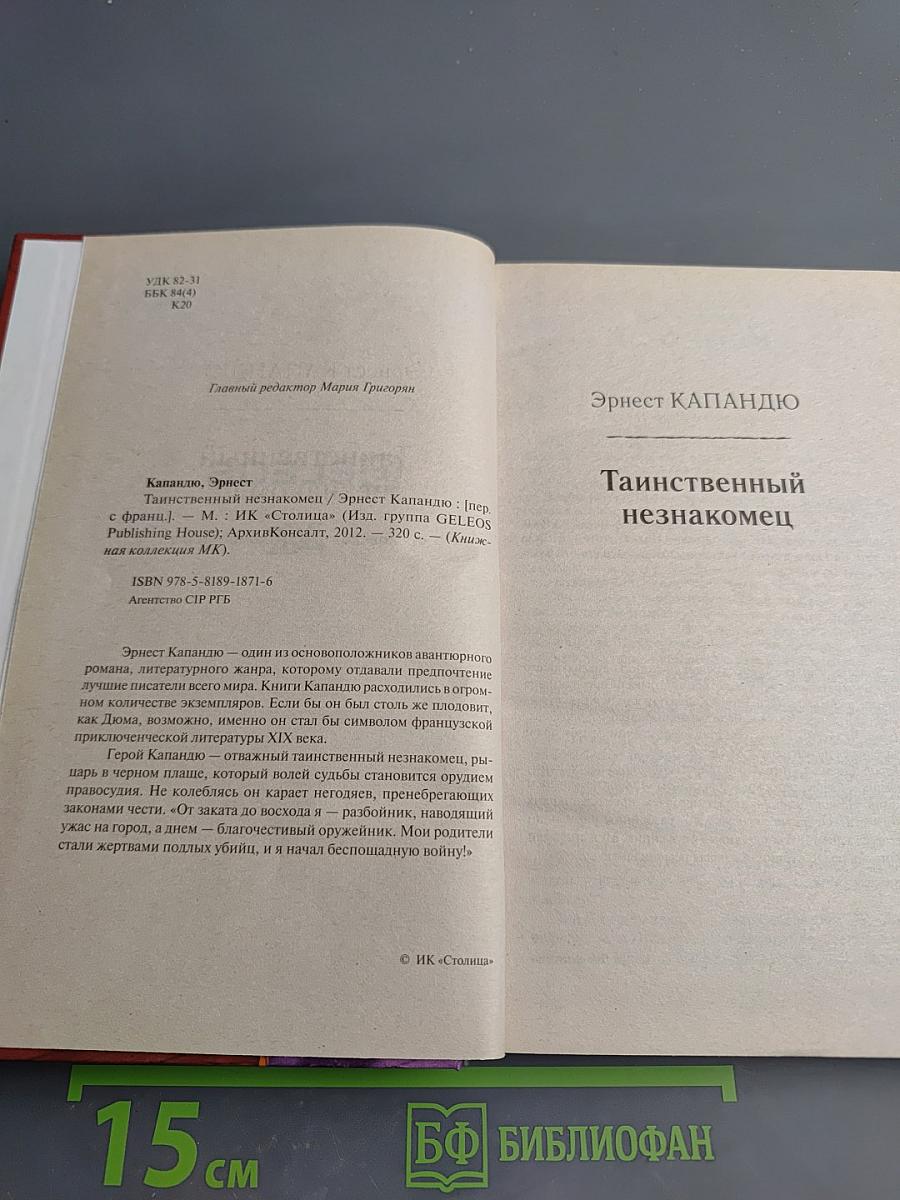 УДК 82-31
ББК 84(4)
К20
Главный редактор Мария Григорян
Капандю, Эрнест
Таинственный незнакомец / Эрнест Капандю : [пер.
с франц.]. — М. : ИК «Столица» (Изд. группа GELEOS
Publishing House); АрхивКонсалт, 2012. — 320 с. — (Книж-
ная коллекция МК).
ISBN 978-5-8189-1871-6
Агентство CIP РГБ
Эрнест Капандю — один из основоположников авантюрного
романа, литературного жанра, которому отдавали предпочтение
лучшие писатели всего мира. Книги Капандю расходились в огром-
ном количестве экземпляров. Если бы он был столь же плодовит,
как Дюма, возможно, именно он стал бы символом французской
приключенческой литературы XIX века.
Герой Капандю — отважный таинственный незнакомец, ры-
царь в черном плаще, который волей судьбы становится орудием
правосудия. Не колеблясь он карает негодяев, пренебрегающих
законами чести. «От заката до восхода я — разбойник, наводящий
ужас на город, а днем — благочестивый оружейник. Мои родители
стали жертвами подлых убийц, и я начал беспощадную войну!»
© ИК «Столица»
Эрнест КАПАНДЮ
Таинственный
незнакомец
15 см
БФ БИБЛИОФАН